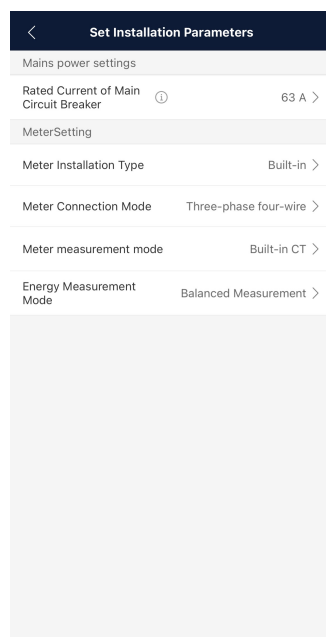 Set Installation Parameters
Mains power settings
Rated Current of Main
Circuit Breaker
63 A
MeterSetting
Meter Installation Type
Built-in
Meter Connection Mode
Three-phase four-wire
Meter measurement mode
Built-in CT
Energy Measurement
Mode
Balanced Measurement